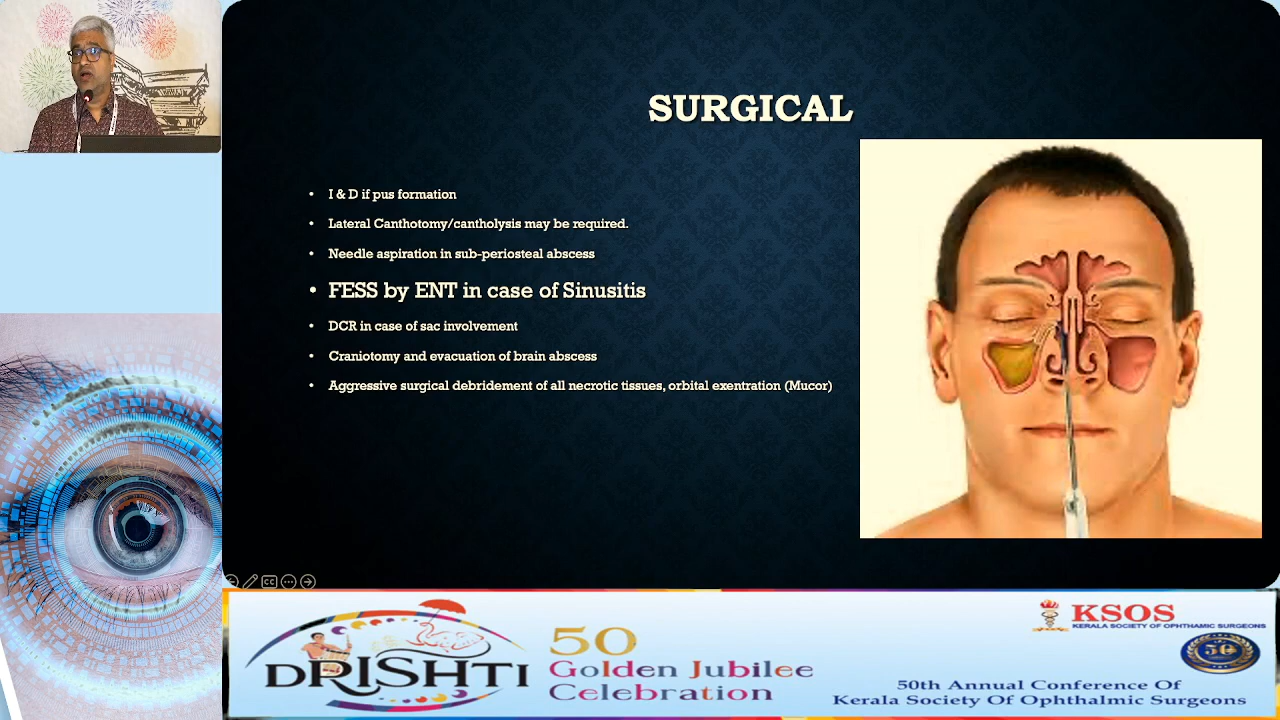 SURGICAL
• I & D if pus formation
• Lateral Canthotomy/cantholysis may be required.
• Needle aspiration in sub-periosteal abscess
• FESS by ENT in case of Sinusitis
• DCR in case of sac involvement
• Craniotomy and evacuation of brain abscess
• Aggressive surgical debridement of all necrotic tissues, orbital exentration (Mucor)
CC
DRISHTI
50
Golden Jubilee
Celebration
KSOS
KERALA SOCIETY OF OPHTHAMIC SURGEONS
50
50th Annual Conference Of
Kerala Society Of Ophthalmic Surgeons